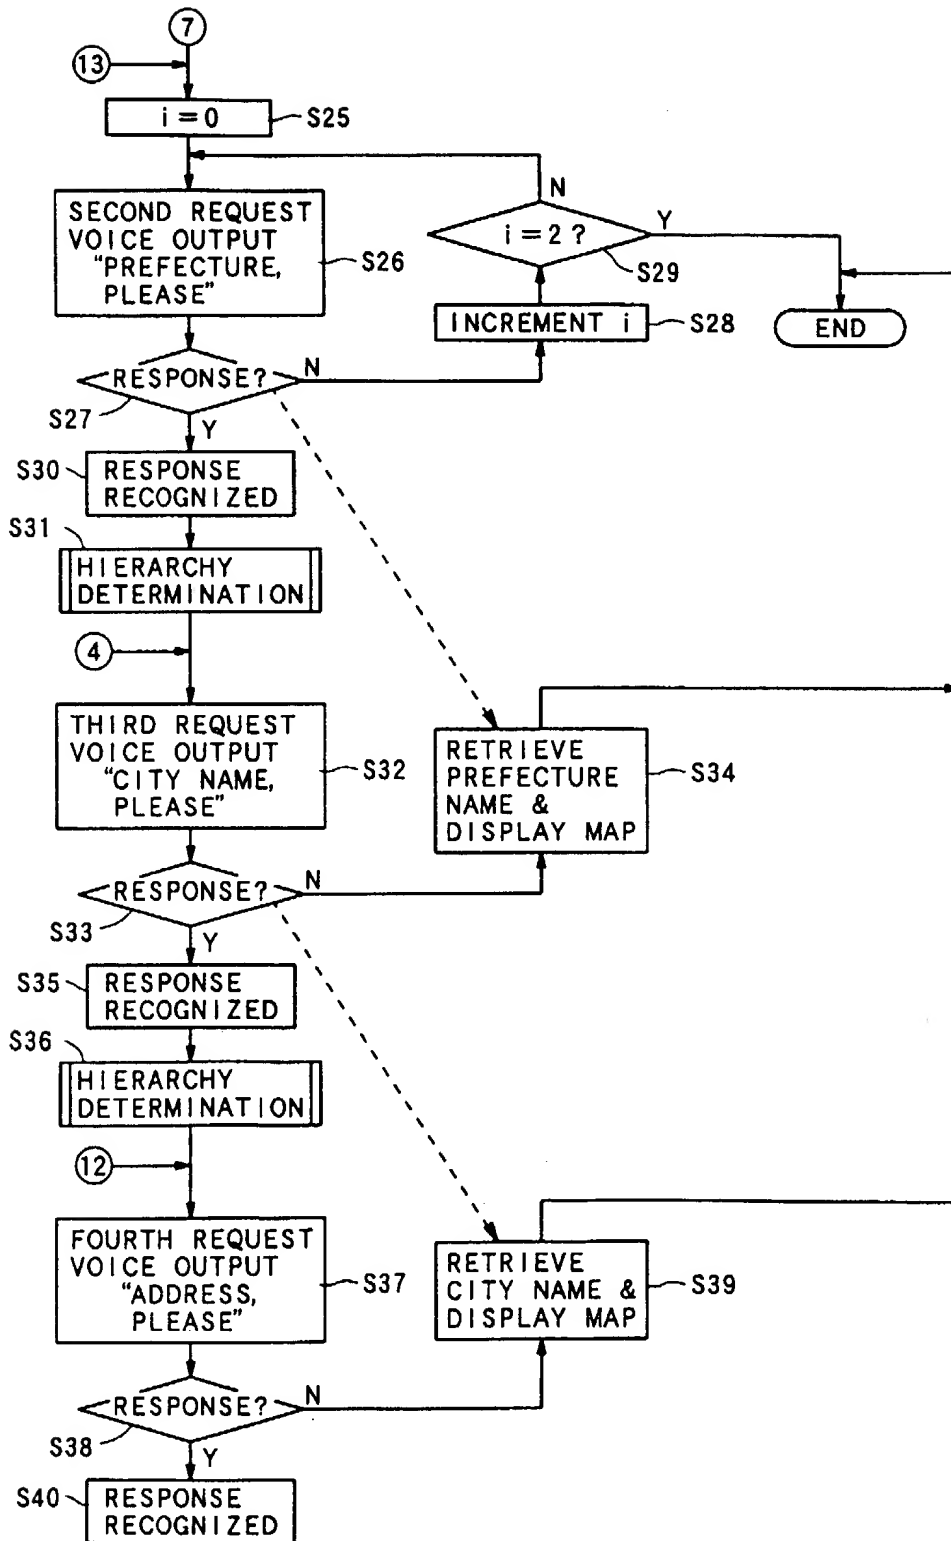 7
13
i=0
S25
SECOND REQUEST
VOICE OUTPUT
"PREFECTURE,
PLEASE"
S26
N
i=2?
Y
S29
INCREMENT i
S28
END
RESPONSE?
N
S27
Y
S30
RESPONSE
RECOGNIZED
S31
HIERARCHY
DETERMINATION
4
THIRD REQUEST
VOICE OUTPUT
"CITY NAME,
PLEASE"
S32
RETRIEVE
PREFECTURE
NAME &
DISPLAY MAP
S34
RESPONSE?
N
S33
Y
S35
RESPONSE
RECOGNIZED
S36
HIERARCHY
DETERMINATION
12
FOURTH REQUEST
VOICE OUTPUT
"ADDRESS,
PLEASE"
S37
RETRIEVE
CITY NAME &
DISPLAY MAP
S39
RESPONSE?
N
S38
Y
S40
RESPONSE
RECOGNIZED